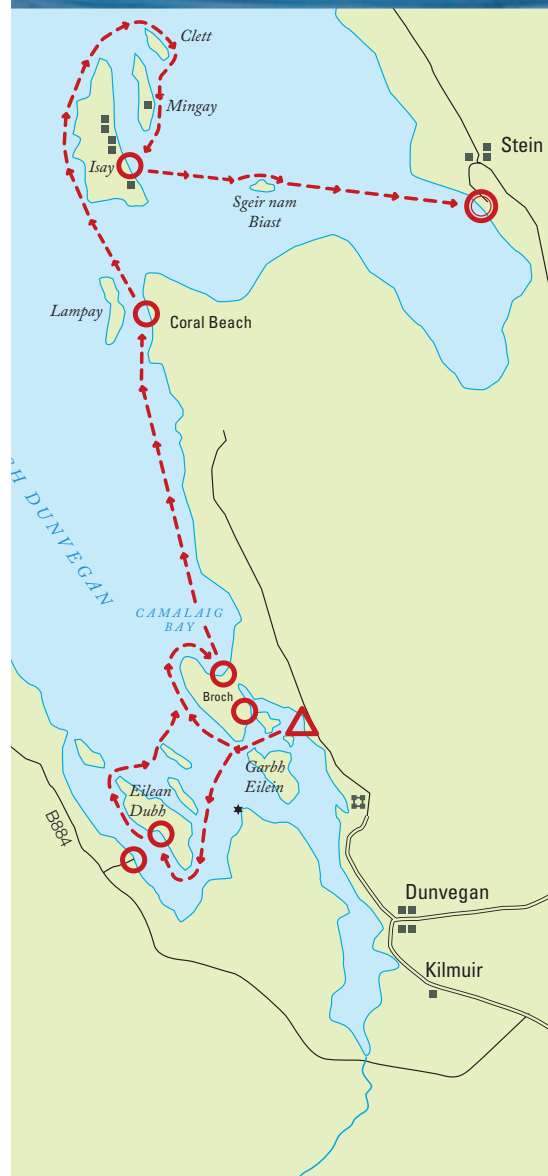 Clett
Mingay
Stein
Isay
Sgeir nam
Biast
Lampay
Coral Beach
H DUNVEGAN
CAMALAIG
BAY
Broch
Garbh
Eilein
Eilean
Dubh
B884
Dunvegan
Kilmuir